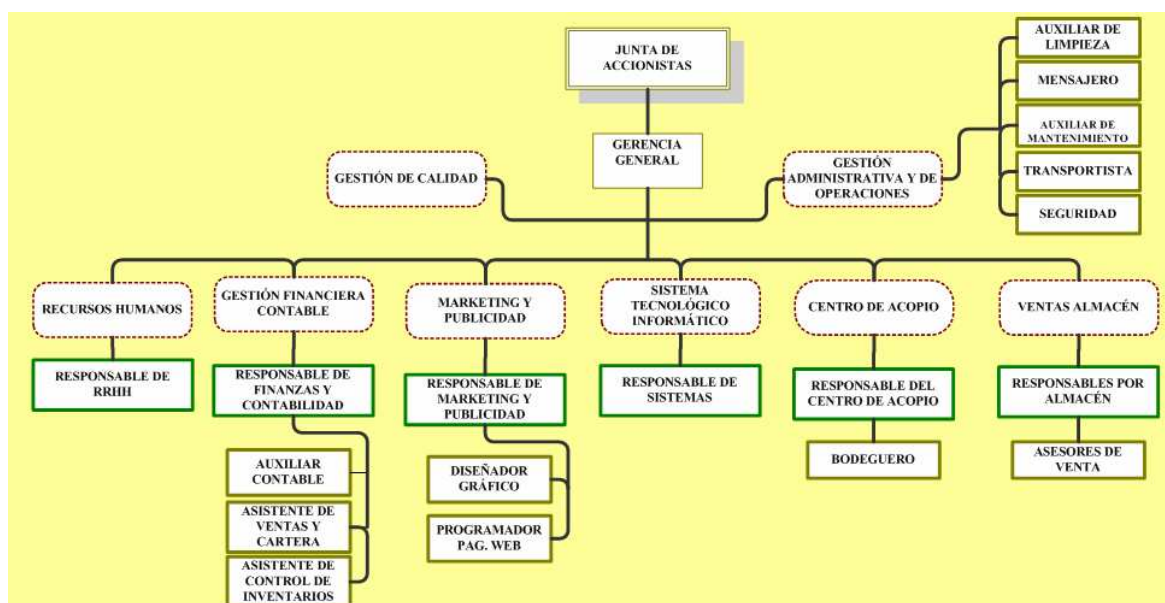 JUNTA DE
ACCIONISTAS
GERENCIA
GENERAL
GESTIÓN DE CALIDAD
GESTIÓN
ADMINISTRATIVA Y DE
OPERACIONES
AUXILIAR DE
LIMPIEZA
MENSAJERO
AUXILIAR DE
MANTENIMIENTO
TRANSPORTISTA
SEGURIDAD
RECURSOS HUMANOS
GESTIÓN FINANCIERA
CONTABLE
MARKETING Y
PUBLICIDAD
SISTEMA
TECNOLÓGICO
INFORMÁTICO
CENTRO DE ACOPIO
VENTAS ALMACÉN
RESPONSABLE DE
RRHH
RESPONSABLE DE
FINANZAS Y
CONTABILIDAD
RESPONSABLE DE
MARKETING Y
PUBLICIDAD
RESPONSABLE DE
SISTEMAS
RESPONSABLE DEL
CENTRO DE ACOPIO
RESPONSABLES POR
ALMACÉN
AUXILIAR
CONTABLE
ASISTENTE DE
VENTAS Y
CARTERA
ASISTENTE DE
CONTROL DE
INVENTARIOS
DISEÑADOR
GRÁFICO
PROGRAMADOR
PAG. WEB
BODEGUERO
ASESORES DE
VENTA